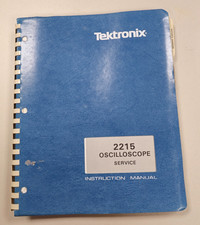 Tektronix
2215
OSCILLOSCOPE
SERVICE
INSTRUCTION MANUAL